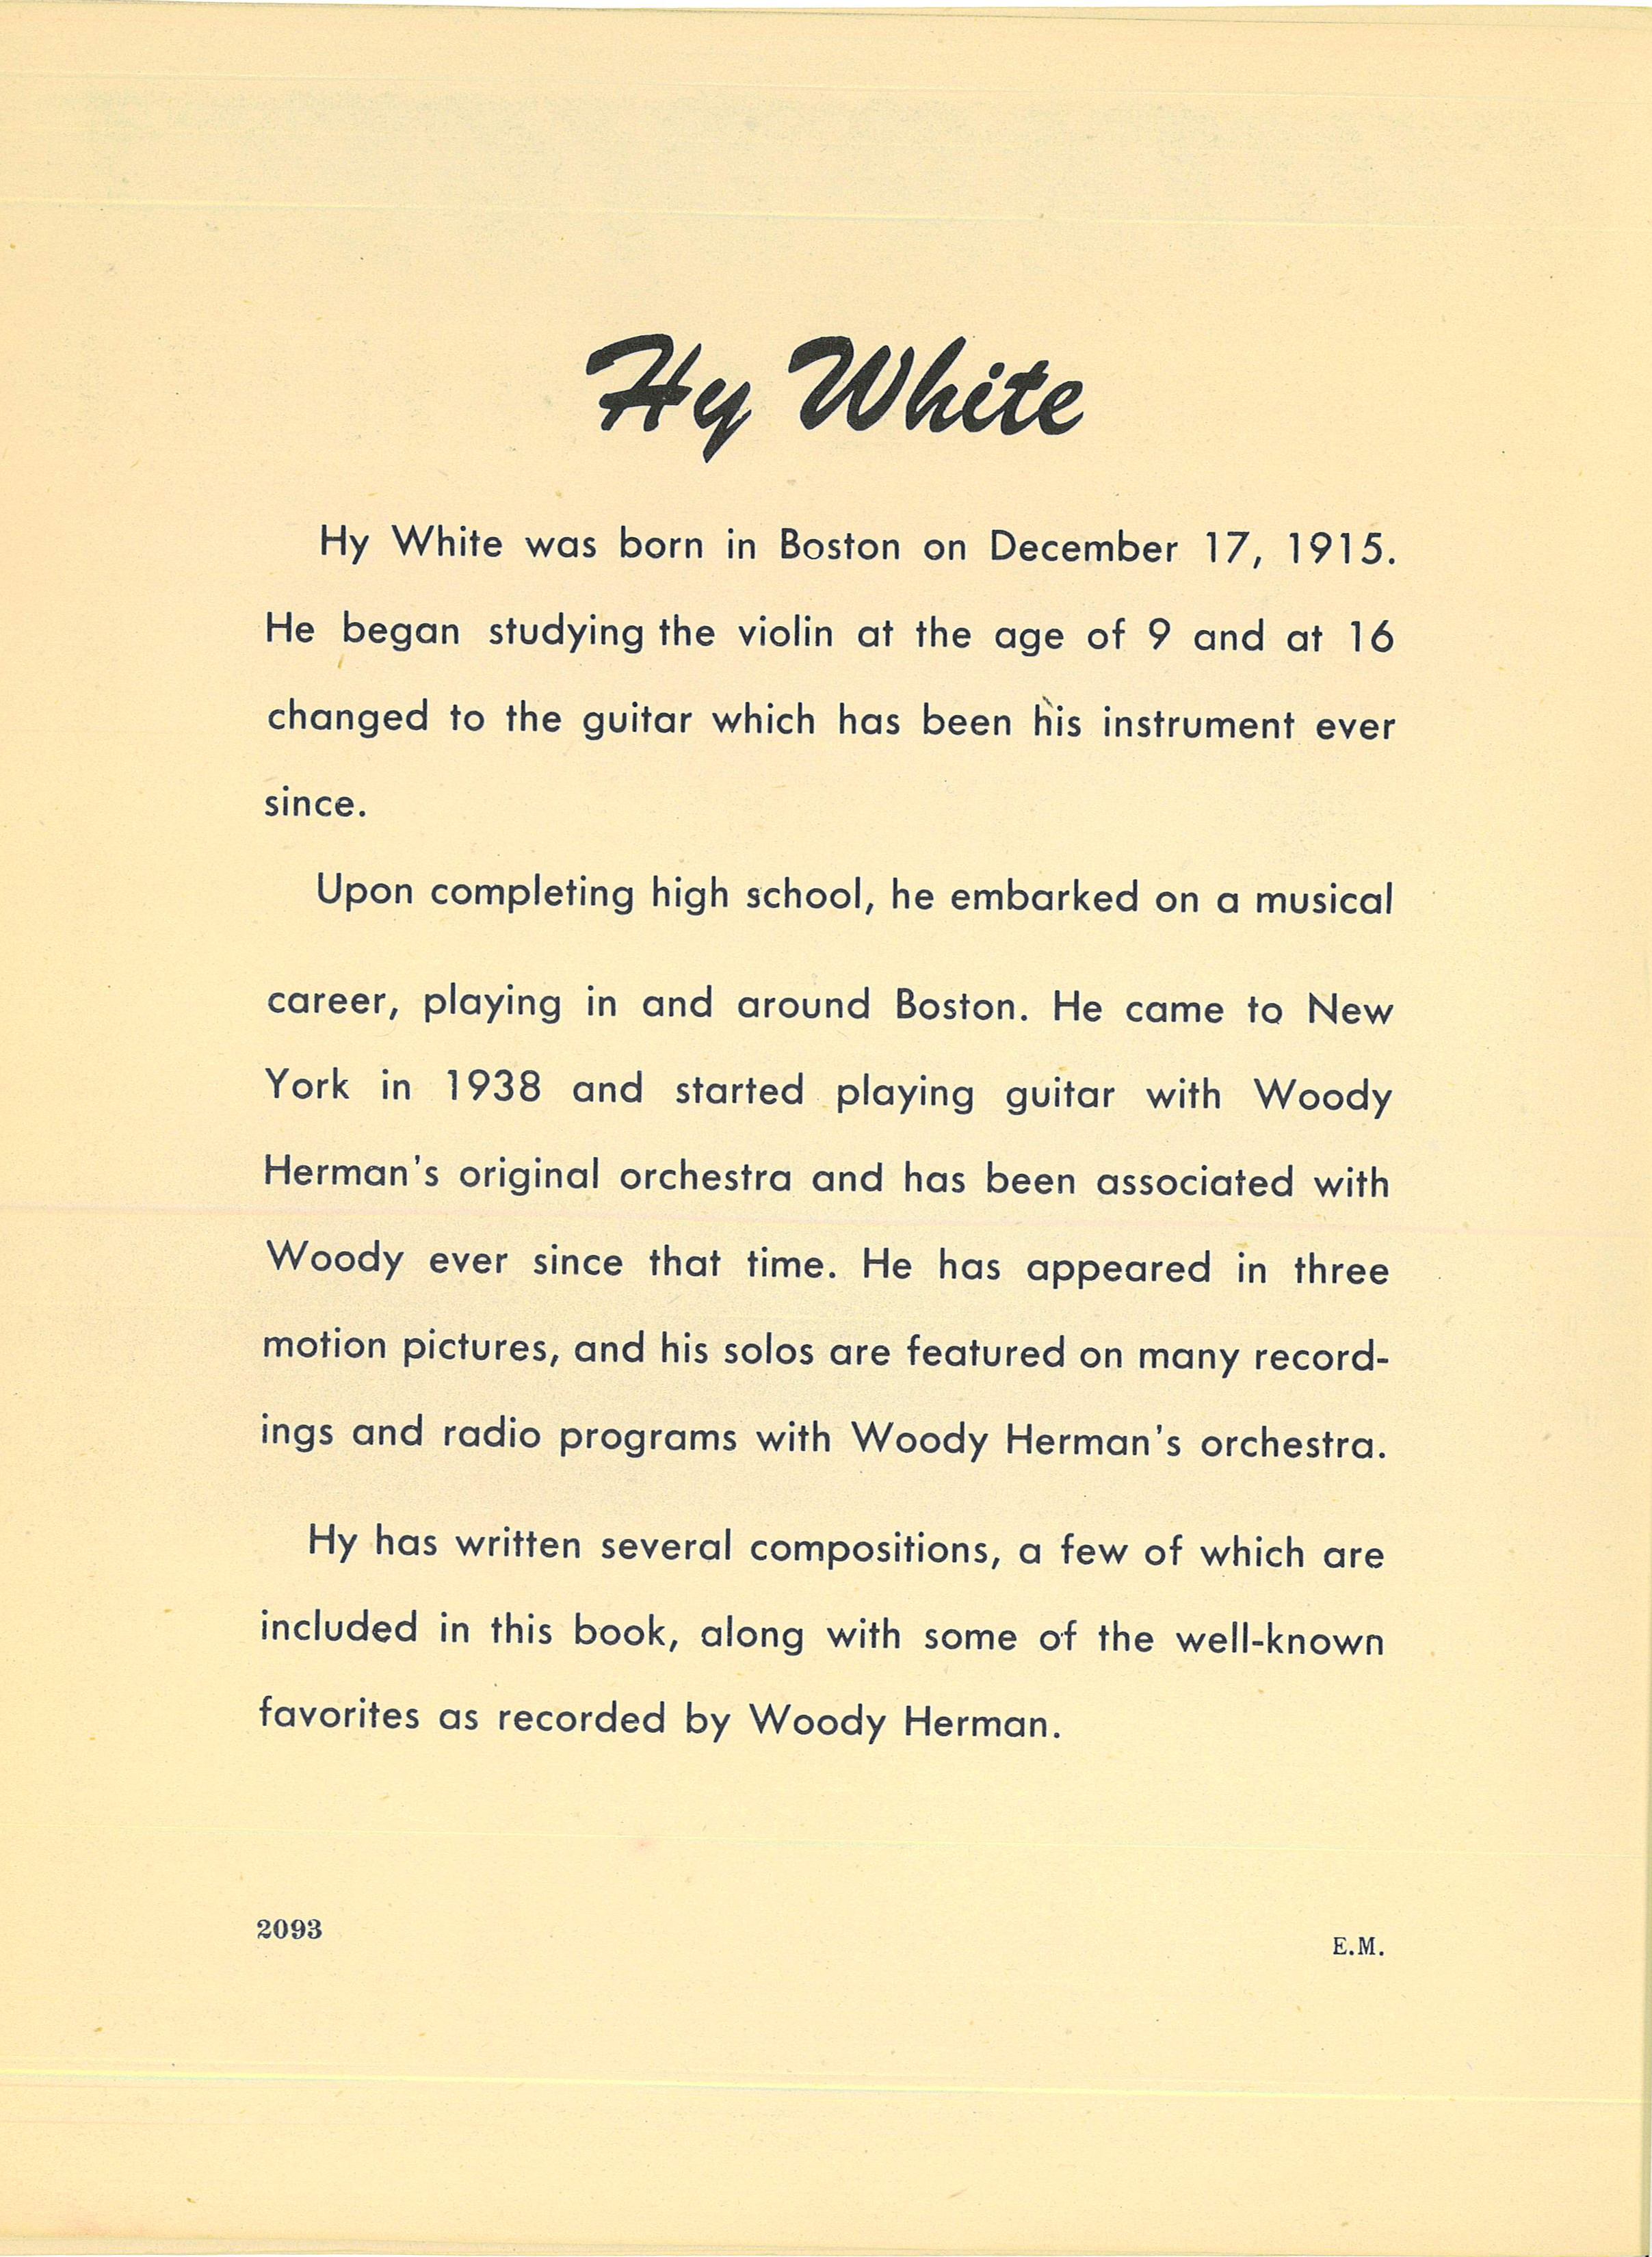 Hy White
Hy White was born in Boston on December 17, 1915.
He began studying the violin at the age of 9 and at 16
changed to the guitar which has been his instrument ever
since.
Upon completing high school, he embarked on a musical
career, playing in and around Boston. He came to New
York in 1938 and started playing guitar with Woody
Herman's original orchestra and has been associated with
Woody ever since that time. He has appeared in three
motion pictures, and his solos are featured on many record-
ings and radio programs with Woody Herman's orchestra.
Hy has written several compositions, a few of which are
included in this book, along with some of the well-known
favorites as recorded by Woody Herman.
2093
E.M.